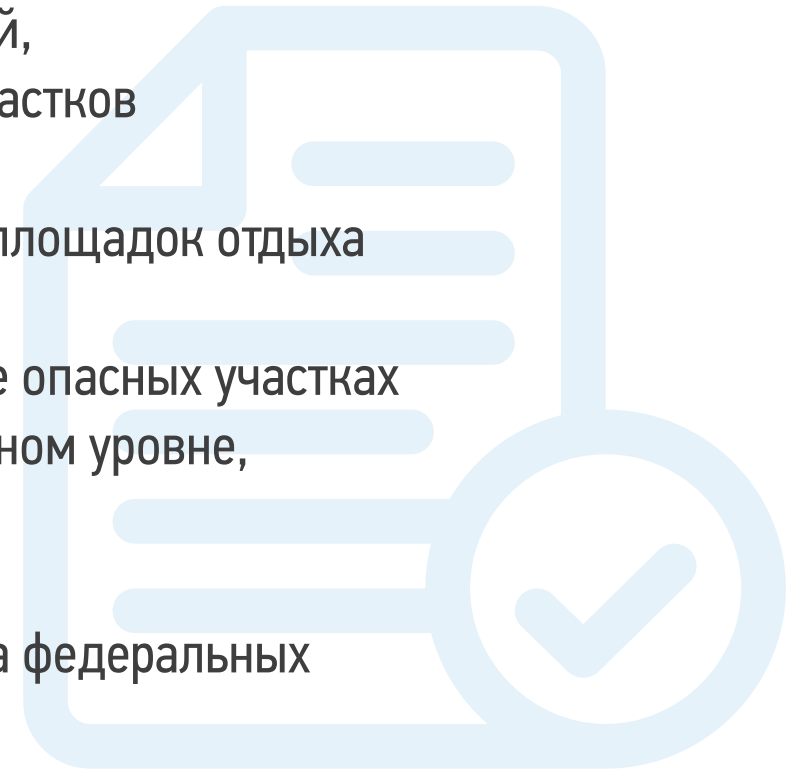 й,
астков
площадок отдыха
е опасных участках
ном уровне,
а федеральных